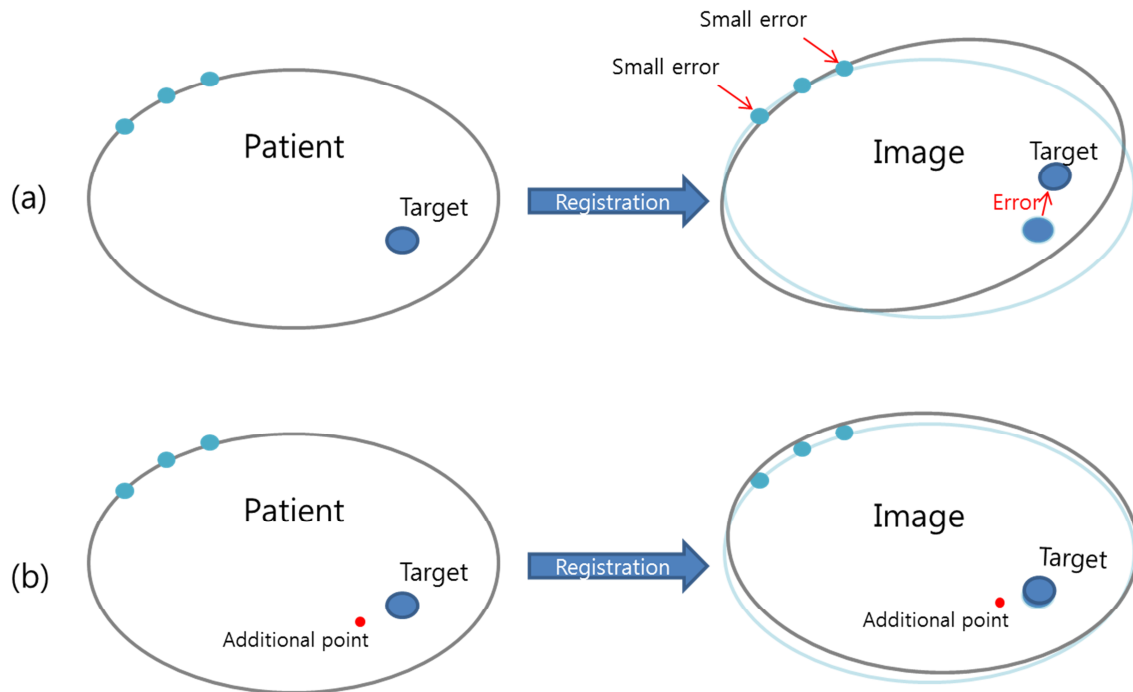 Small error
Small error
(a)
Patient
Target
Registration
Image
Target
Error
(b)
Patient
Target
Additional point
Registration
Image
Target
Additional point